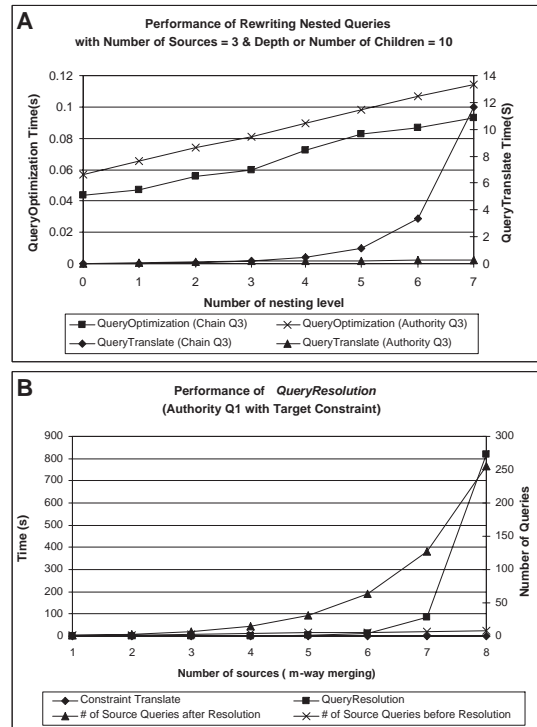 A
Performance of Rewriting Nested Queries
with Number of Sources = 3 & Depth or Number of Children = 10
QueryOptimization Time(s)
0.12
0.1
0.08
0.06
0.04
0.02
0
14
12
10
8
6
4
2
0
QueryTranslate Time(S)
0 1 2 3 4 5 6 7
Number of nesting level
QueryOptimization (Chain Q3) QueryOptimization (Authority Q3)
QueryTranslate (Chain Q3) QueryTranslate (Authority Q3)
B
Performance of QueryResolution
(Authority Q1 with Target Constraint)
Time (s)
900
800
700
600
500
400
300
200
100
0
300
250
200
150
100
50
0
Number of Queries
1 2 3 4 5 6 7 8
Number of sources ( m-way merging)
Constraint Translate QueryResolution
# of Source Queries after Resolution # of Source Queries before Resolution